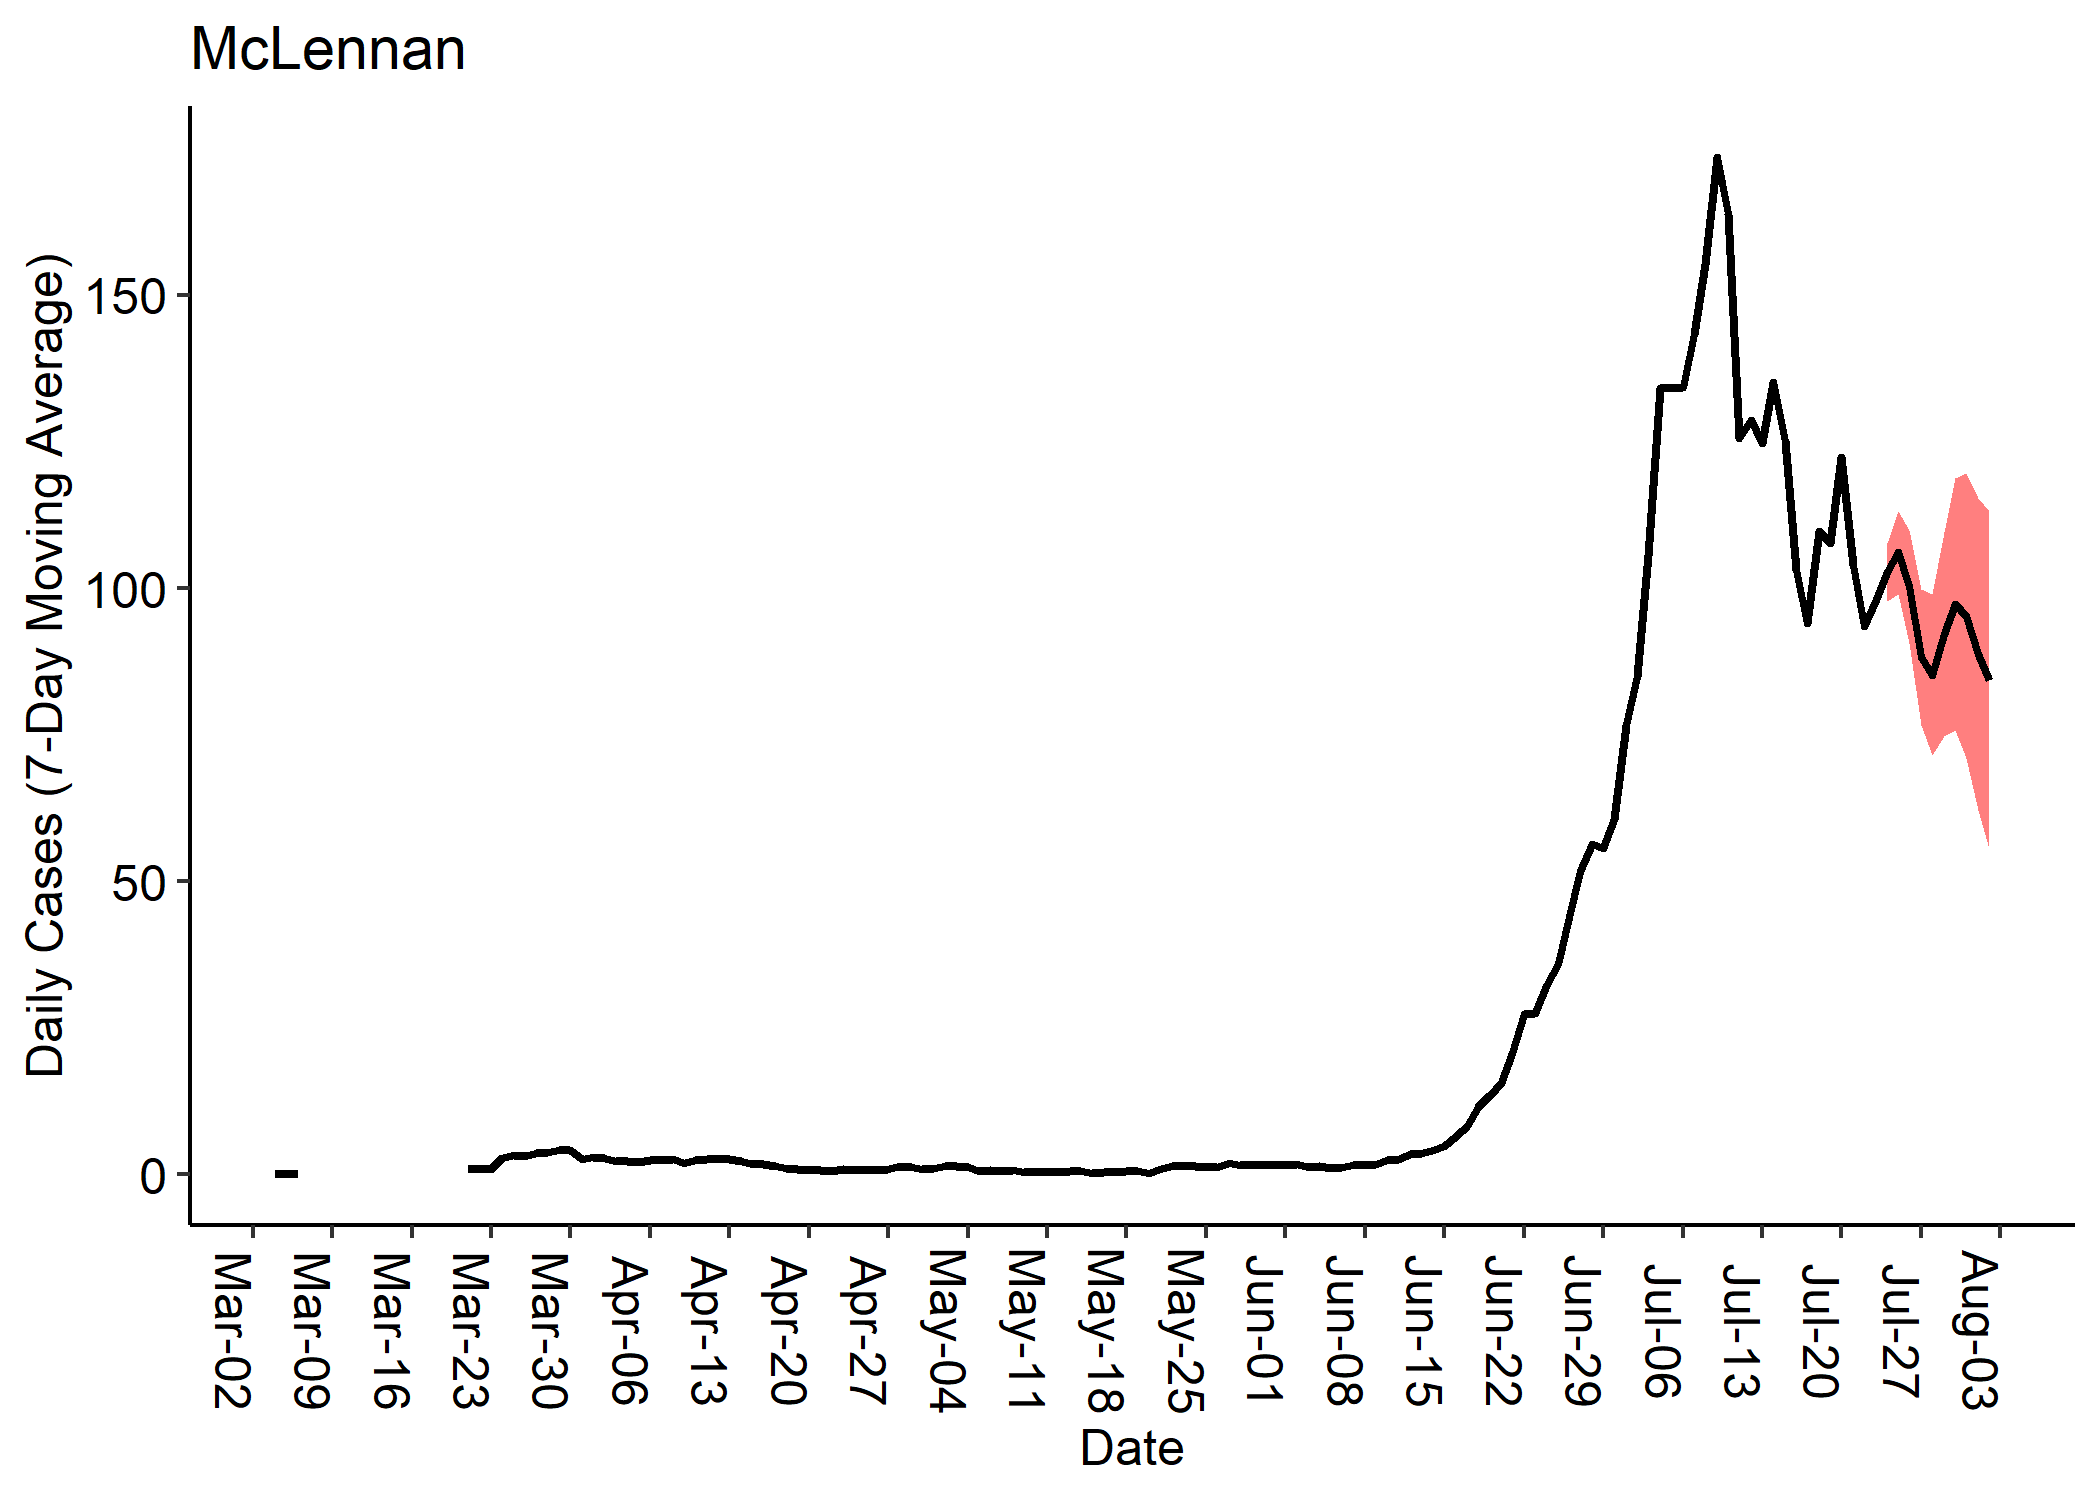 McLennan
Daily Cases (7-Day Moving Average)
150
100
50
0
Mar-02
Mar-09
Mar-16
Mar-23
Mar-30
Apr-06
Apr-13
Apr-20
Apr-27
May-04
May-11
May-18
May-25
Jun-01
Jun-08
Jun-15
Jun-22
Jun-29
Jul-06
Jul-13
Jul-20
Jul-27
Aug-03
Date